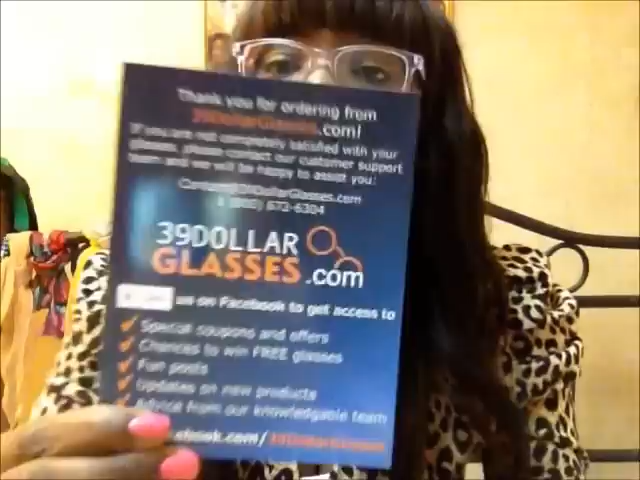 Thank you for ordering from
39DollarGlasses.com!
If you are not completely satisfied with your
glasses, please contact our customer support
team and we will be happy to assist you:
672-6304
39DOLLAR
GLASSES.com
us on Facebook to get access to
Special coupons and offers
Chances to win FREE glasses
Fun posts
Updates on new products
Advice from our knowledgable team
.com/39DollarGlasses